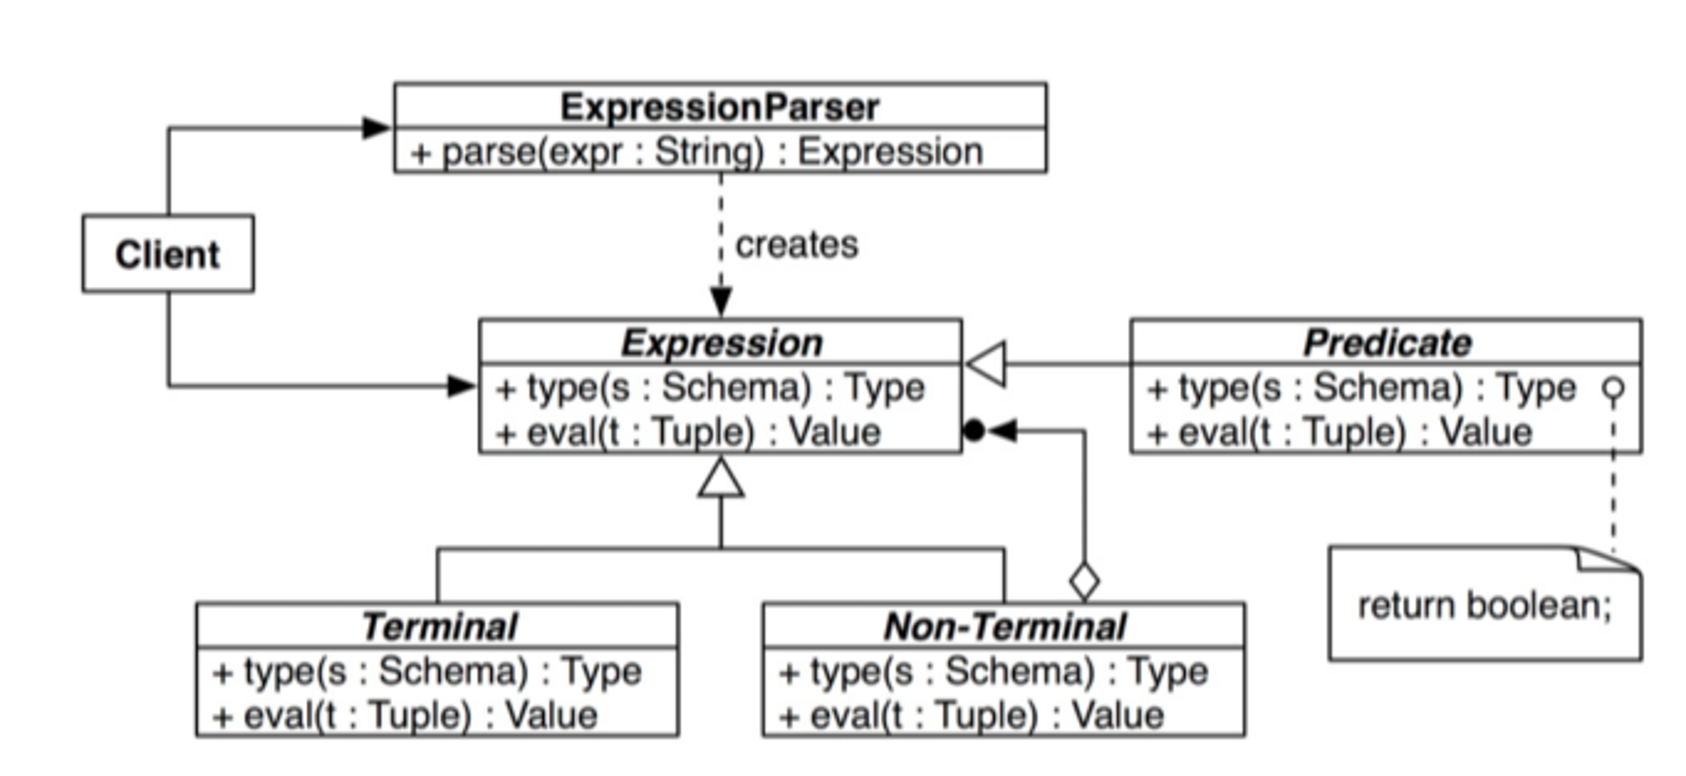 ExpressionParser
+ parse(expr : String) : Expression
Client
creates
Expression
+ type(s : Schema) : Type
+ eval(t : Tuple) : Value
Predicate
+ type(s : Schema) : Type
+ eval(t : Tuple) : Value
Terminal
+ type(s : Schema) : Type
+ eval(t : Tuple) : Value
Non-Terminal
+ type(s : Schema) : Type
+ eval(t : Tuple) : Value
return boolean;